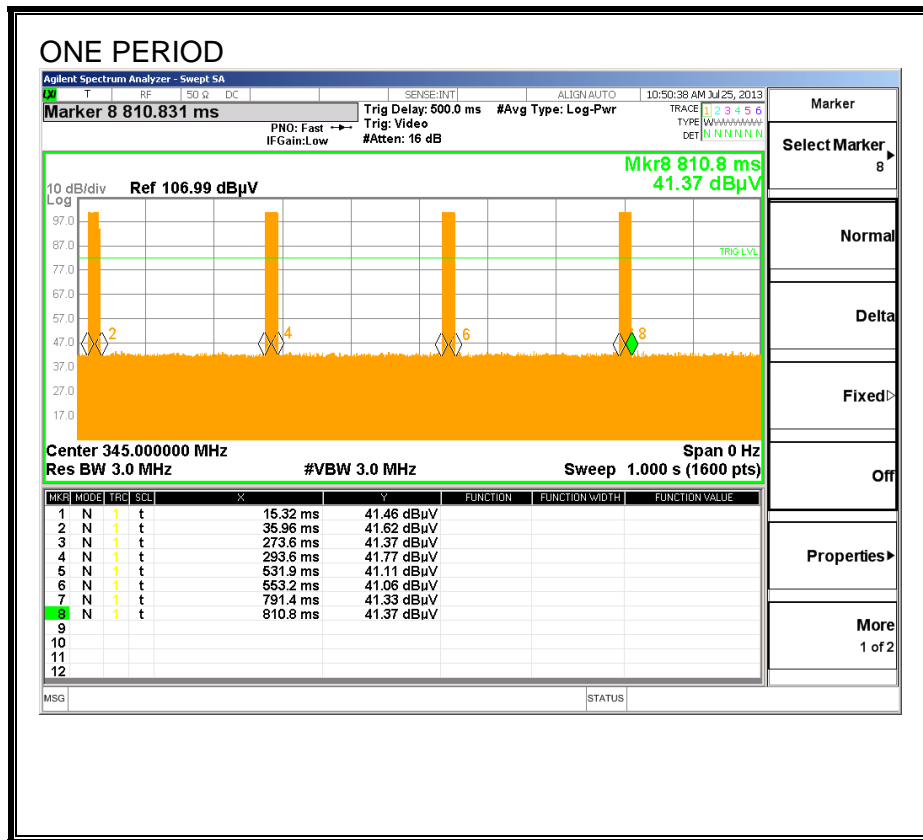 ONE PERIOD
Agilent Spectrum Analyzer - Swept SA
LXI T RF 50 Ω DC SENSE:INT ALIGN AUTO 10:50:38 AM Jul 25, 2013
Marker 8 810.831 ms
PNO: Fast
IFGain:Low
Trig Delay: 500.0 ms
Trig: Video
#Atten: 16 dB
#Avg Type: Log-Pwr
TRACE 1 2 3 4 5 6
TYPE WWWWWWW
DET N N N N N N
Marker
Select Marker
8
Normal
Delta
Fixed
Off
Properties
More
1 of 2
Mkr8 810.8 ms
41.37 dBµV
10 dB/div Ref 106.99 dBµV
Log
97.0
87.0
TRIG LVL
77.0
67.0
57.0
47.0
2 4 6 8
37.0
27.0
17.0
Center 345.000000 MHz Span 0 Hz
Res BW 3.0 MHz #VBW 3.0 MHz Sweep 1.000 s (1600 pts)
MKR MODE TRC SCL X Y FUNCTION FUNCTION WIDTH FUNCTION VALUE
1 N 1 t 15.32 ms 41.46 dBµV
2 N 1 t 35.96 ms 41.62 dBµV
3 N 1 t 273.6 ms 41.37 dBµV
4 N 1 t 293.6 ms 41.77 dBµV
5 N 1 t 531.9 ms 41.11 dBµV
6 N 1 t 553.2 ms 41.06 dBµV
7 N 1 t 791.4 ms 41.33 dBµV
8 N 1 t 810.8 ms 41.37 dBµV
9
10
11
12
MSG STATUS